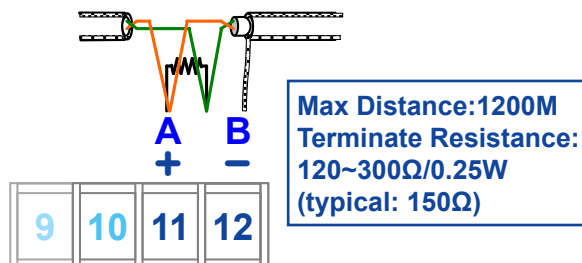 A B
+ −
Max Distance:1200M
Terminate Resistance:
120~300Ω/0.25W
(typical: 150Ω)
9 10 11 12